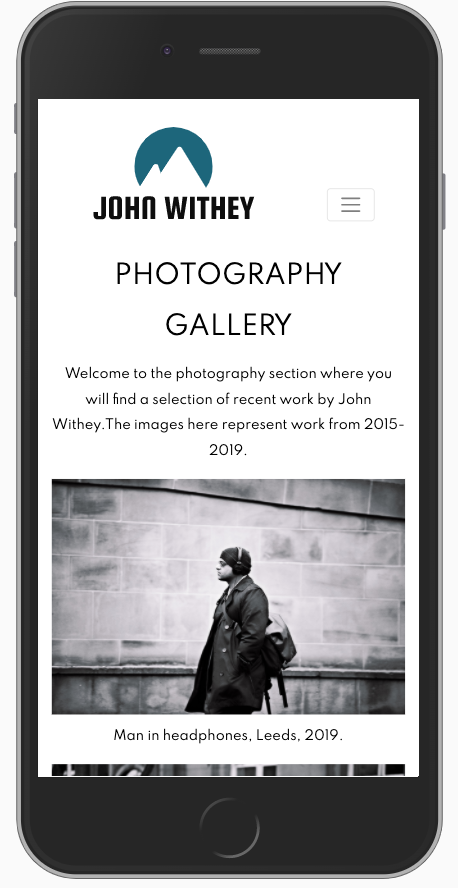 JOHN WITHEY
PHOTOGRAPHY
GALLERY
Welcome to the photography section where you
will find a selection of recent work by John
Withey.The images here represent work from 2015-
2019.
Man in headphones, Leeds, 2019.